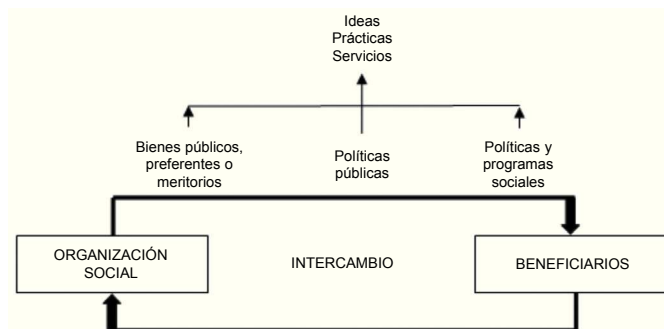 Ideas
Prácticas
Servicios
Bienes públicos,
preferentes o
meritorios
Políticas
públicas
Políticas y
programas
sociales
ORGANIZACIÓN
SOCIAL
INTERCAMBIO
BENEFICIARIOS